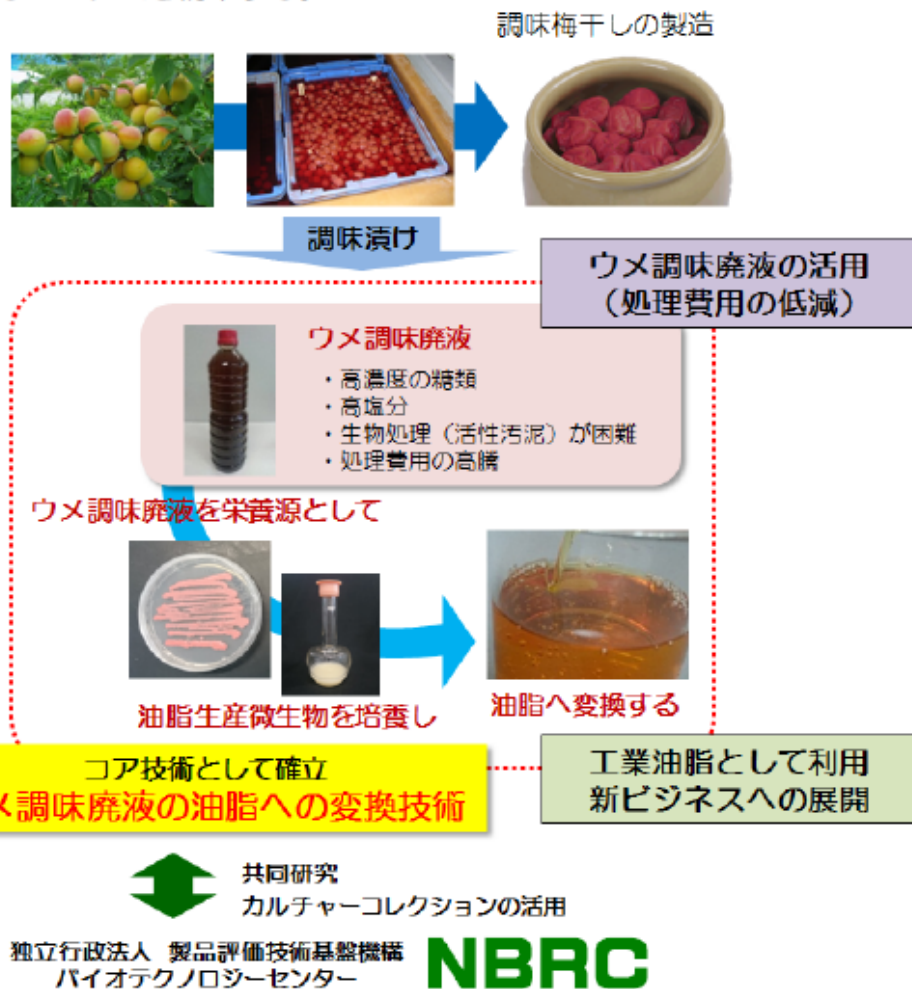 調味梅干しの製造
調味漬け
ウメ調味廃液の活用
（処理費用の低減）
ウメ調味廃液
・高濃度の糖類
・高塩分
・生物処理（活性汚泥）が困難
・処理費用の高騰
ウメ調味廃液を栄養源として
油脂生産微生物を培養し
油脂へ変換する
コア技術として確立
メ調味廃液の油脂への変換技術
工業油脂として利用
新ビジネスへの展開
共同研究
カルチャーコレクションの活用
独立行政法人 製品評価技術基盤機構
バイオテクノロジーセンター
NBRC